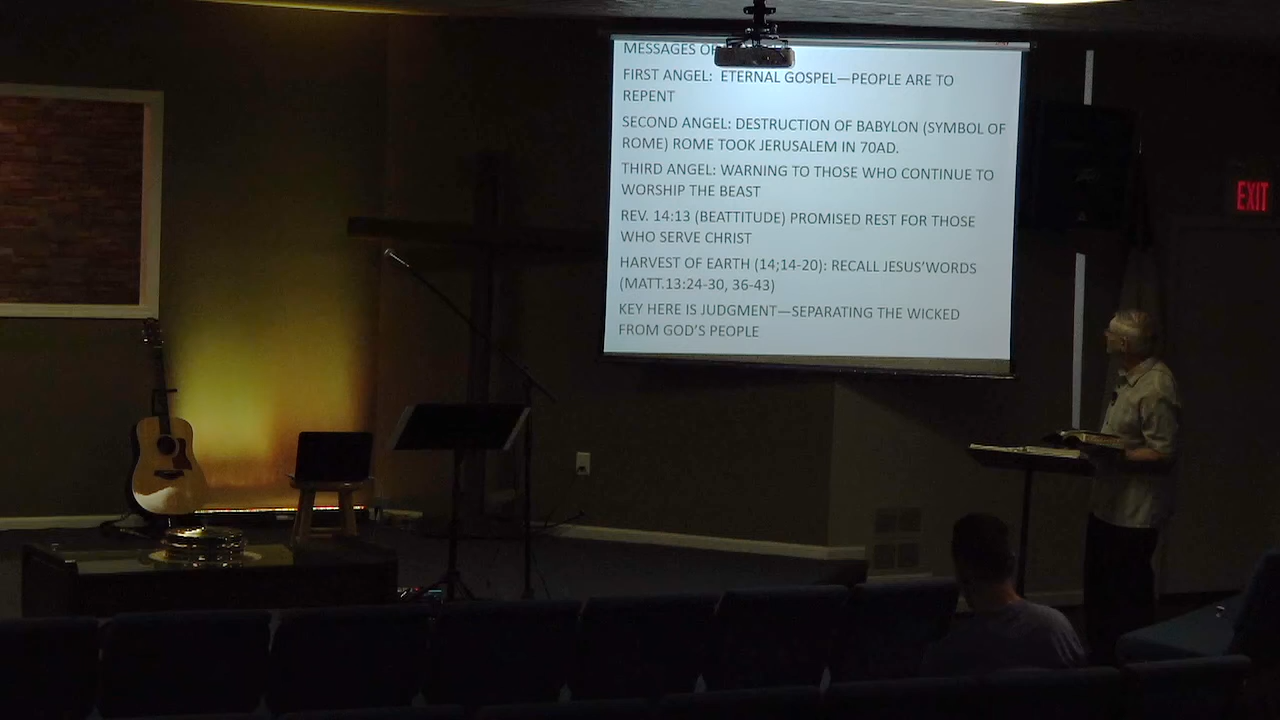 MESSAGES OF
FIRST ANGEL: ETERNAL GOSPEL—PEOPLE ARE TO
REPENT
SECOND ANGEL: DESTRUCTION OF BABYLON (SYMBOL OF
ROME) ROME TOOK JERUSALEM IN 70AD.
THIRD ANGEL: WARNING TO THOSE WHO CONTINUE TO
WORSHIP THE BEAST
REV. 14:13 (BEATTITUDE) PROMISED REST FOR THOSE
WHO SERVE CHRIST
HARVEST OF EARTH (14;14-20): RECALL JESUS'WORDS
(MATT.13:24-30, 36-43)
KEY HERE IS JUDGMENT—SEPARATING THE WICKED
FROM GOD'S PEOPLE
EXIT